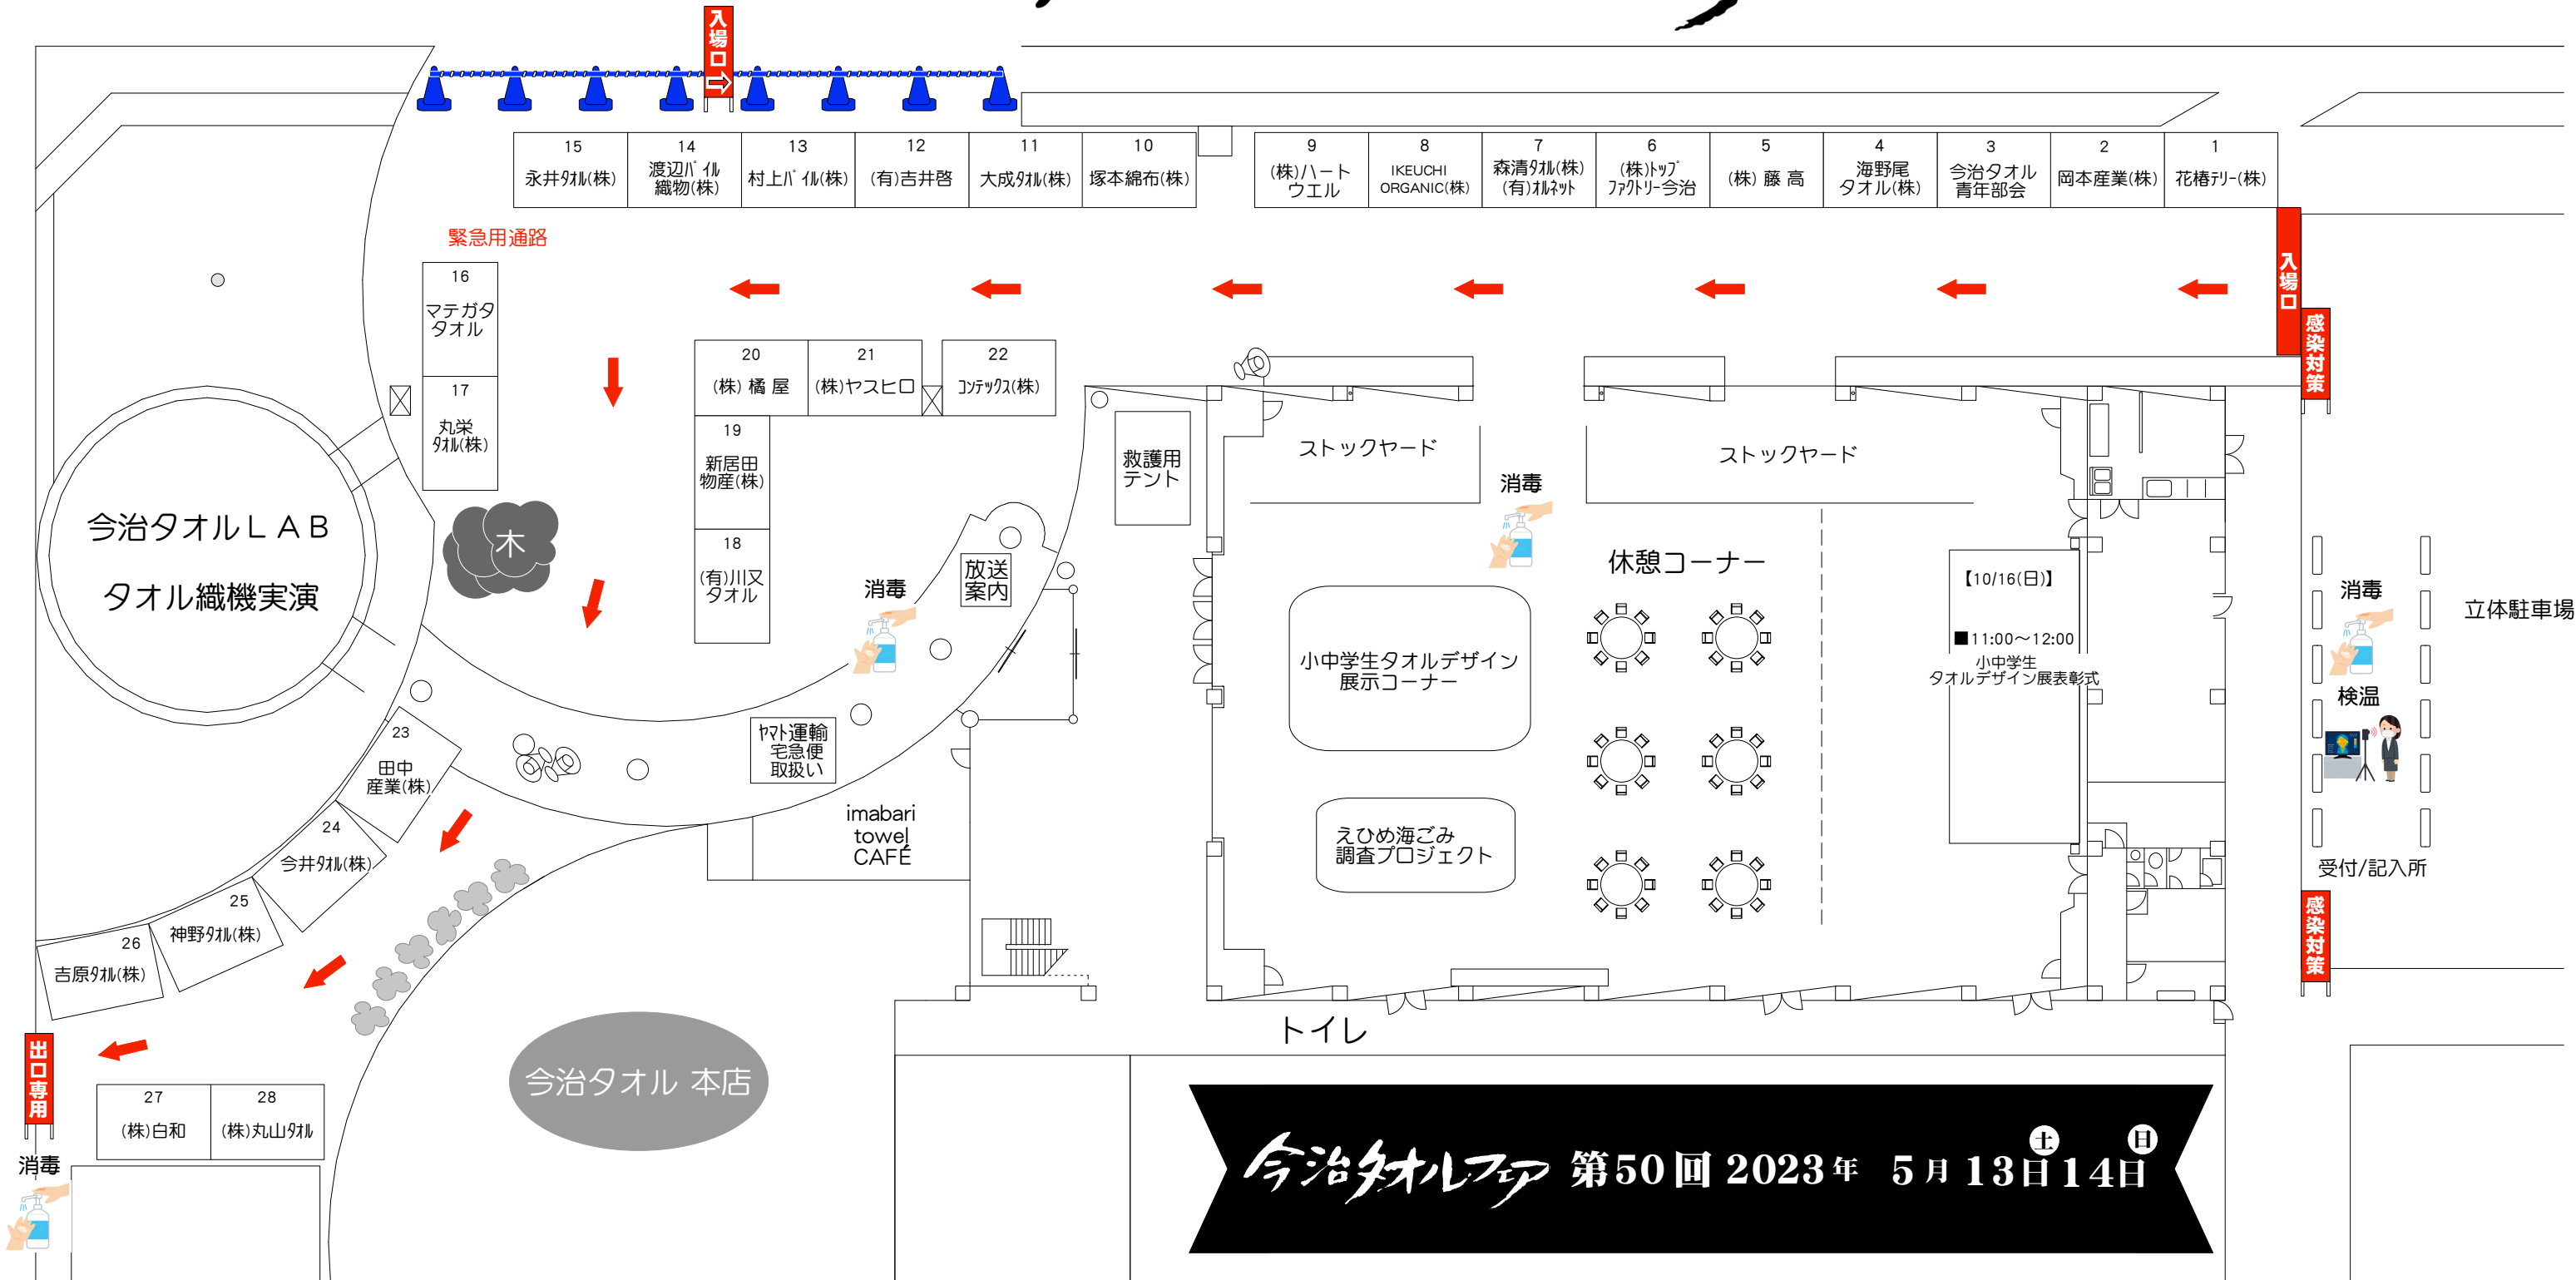 入場口
15
永井タオル(株)
14
渡辺パイル
織物(株)
13
村上パイル(株)
12
(有)吉井啓
11
大成タオル(株)
10
塚本綿布(株)
9
(株)ハート
ウエル
8
IKEUCHI
ORGANIC(株)
7
森清タオル(株)
(有)オルネット
6
(株)トップ
ファクトリー今治
5
(株) 藤 高
4
海野尾
タオル(株)
3
今治タオル
青年部会
2
岡本産業(株)
1
花椿テリー(株)
緊急用通路
入場口
感染対策
16
マテガタ
タオル
17
丸栄
タオル(株)
20
(株) 橘 屋
21
(株)ヤスヒロ
22
コンテックス(株)
19
新居田
物産(株)
18
(有)川又
タオル
救護用
テント
ストックヤード
ストックヤード
消毒
今治タオルLAB
タオル織機実演
木
消毒
放送
案内
休憩コーナー
【10/16(日)】
■11:00〜12:00
小中学生
タオルデザイン展表彰式
小中学生タオルデザイン
展示コーナー
えひめ海ごみ
調査プロジェクト
消毒
検温
立体駐車場
受付/記入所
感染対策
ヤマト運輸
宅急便
取扱い
imabari
towel
CAFÉ
23
田中
産業(株)
24
今井タオル(株)
25
神野タオル(株)
26
吉原タオル(株)
出口専用
27
(株)白和
28
(株)丸山タオル
消毒
今治タオル 本店
トイレ
今治タオルフェア 第50回 2023年 5月13日土14日日